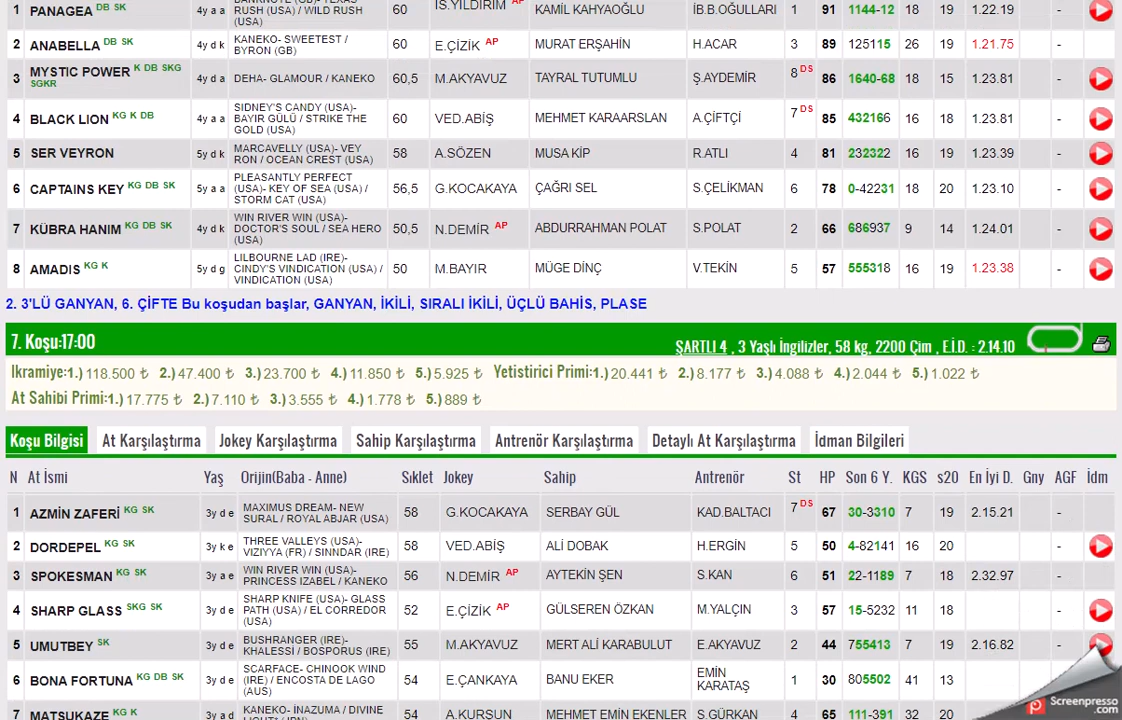 BANKNOTE (GB)- TEXAS
1 PANAGEA DB SK 4y a a RUSH (USA) / WILD RUSH 60 İS.YILDIRIM AP KAMİL KAHYAOĞLU İB B.OĞULLARI 1 91 1144-12 18 19 1.22.19 -
(USA)
2 ANABELLA DB SK 4y d k KANEKO- SWEETEST / 60 E.ÇİZİK AP MURAT ERŞAHİN H.ACAR 3 89 125115 26 19 1.21.75 -
BYRON (GB)
3 MYSTIC POWER K DB SKG SGKR 4y d a DEHA- GLAMOUR / KANEKO 60,5 M.AKYAVUZ TAYRAL TUTUMLU Ş.AYDEMİR 8 DS 86 1640-68 18 15 1.23.81 -
SIDNEY'S CANDY (USA)-
4 BLACK LION KG K DB 4y a a BAYIR GÜLÜ / STRIKE THE 60 VED.ABİŞ MEHMET KARAARSLAN A.ÇİFTÇİ 7 DS 85 432166 16 18 1.23.81 -
GOLD (USA)
5 SER VEYRON 5y d k MARCAVELLY (USA)- VEY 58 A.SÖZEN MUSA KİP R.ATLI 4 81 232322 16 19 1.23.39 -
RON / OCEAN CREST (USA)
PLEASANTLY PERFECT
6 CAPTAINS KEY KG DB SK 5y a a (USA)- KEY OF SEA (USA) / 56,5 G.KOCAKAYA ÇAĞRI SEL S.ÇELİKMAN 6 78 0-42231 18 20 1.23.10 -
STORM CAT (USA)
WIN RIVER WIN (USA)-
7 KÜBRA HANIM KG DB SK 4y d k DOCTOR'S SOUL / SEA HERO 50,5 N.DEMİR AP ABDURRAHMAN POLAT S.POLAT 2 66 686937 9 14 1.24.01 -
(USA)
LILBOURNE LAD (IRE)-
8 AMADIS KG K 5y d g CINDY'S VINDICATION (USA) / 50 M.BAYIR MÜGE DİNÇ V.TEKİN 5 57 555318 16 19 1.23.38 -
VINDICATION (USA)
2. 3'LÜ GANYAN, 6. ÇİFTE Bu koşudan başlar, GANYAN, İKİLİ, SIRALI İKİLİ, ÜÇLÜ BAHİS, PLASE
7. Koşu:17:00 ŞARTLI 4 , 3 Yaşlı İngilizler, 58 kg, 2200 Çim , E.İ.D. : 2.14.10
Ikramiye:1.) 118.500 ₺ 2.) 47.400 ₺ 3.) 23.700 ₺ 4.) 11.850 ₺ 5.) 5.925 ₺ Yetistirici Primi:1.) 20.441 ₺ 2.) 8.177 ₺ 3.) 4.088 ₺ 4.) 2.044 ₺ 5.) 1.022 ₺
At Sahibi Primi:1.) 17.775 ₺ 2.) 7.110 ₺ 3.) 3.555 ₺ 4.) 1.778 ₺ 5.) 889 ₺
Koşu Bilgisi At Karşılaştırma Jokey Karşılaştırma Sahip Karşılaştırma Antrenör Karşılaştırma Detaylı At Karşılaştırma İdman Bilgileri
N At İsmi Yaş Orijin(Baba - Anne) Sıklet Jokey Sahip Antrenör St HP Son 6 Y. KGS s20 En İyi D. Gny AGF İdm
1 AZMİN ZAFERİ KG SK 3y d e MAXIMUS DREAM- NEW 58 G.KOCAKAYA SERBAY GÜL KAD.BALTACI 7 DS 67 30-3310 7 19 2.15.21 -
SURAL / ROYAL ABJAR (USA)
2 DORDEPEL KG SK 3y k e THREE VALLEYS (USA)- 58 VED.ABİŞ ALİ DOBAK H.ERGİN 5 50 4-82141 16 20 -
VIZIYYA (FR) / SINNDAR (IRE)
3 SPOKESMAN KG SK 3y a e WIN RIVER WIN (USA)- 56 N.DEMİR AP AYTEKİN ŞEN S.KAN 6 51 22-1189 7 18 2.32.97 -
PRINCESS IZABEL / KANEKO
SHARP KNIFE (USA)- GLASS
4 SHARP GLASS SKG SK 3y d e PATH (USA) / EL CORREDOR 52 E.ÇİZİK AP GÜLSEREN ÖZKAN M.YALÇIN 3 57 15-5232 11 18 -
(USA)
5 UMUTBEY SK 3y d e BUSHRANGER (IRE)- 55 M.AKYAVUZ MERT ALİ KARABULUT E.AKYAVUZ 2 44 755413 7 19 2.16.82 -
KHALESSI / BOSPORUS (IRE)
SCARFACE- CHINOOK WIND
6 BONA FORTUNA KG DB SK 3y d e (IRE) / ENCOSTA DE LAGO 54 E.ÇANKAYA BANU EKER EMİN KARATAŞ 1 30 805502 41 13
(AUS)
7 MATSUKAZE KG K 3y a d KANEKO- İNAZUMA / DIVINE 54 A.KURŞUN MEHMET EMİN EKENLER S.GÜRKAN 4 65 111-391 32 20
Screenpresso
.com